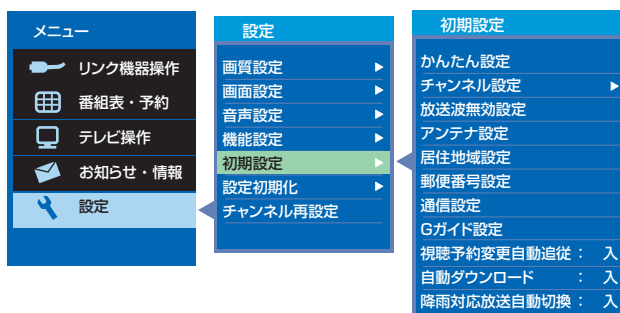 メニュー
リンク機器操作
番組表・予約
テレビ操作
お知らせ・情報
設定
設定
画質設定
画面設定
音声設定
機能設定
初期設定
設定初期化
チャンネル再設定
初期設定
かんたん設定
チャンネル設定
放送波無効設定
アンテナ設定
居住地域設定
郵便番号設定
通信設定
Gガイド設定
視聴予約変更自動追従： 入
自動ダウンロード ： 入
降雨対応放送自動切換： 入